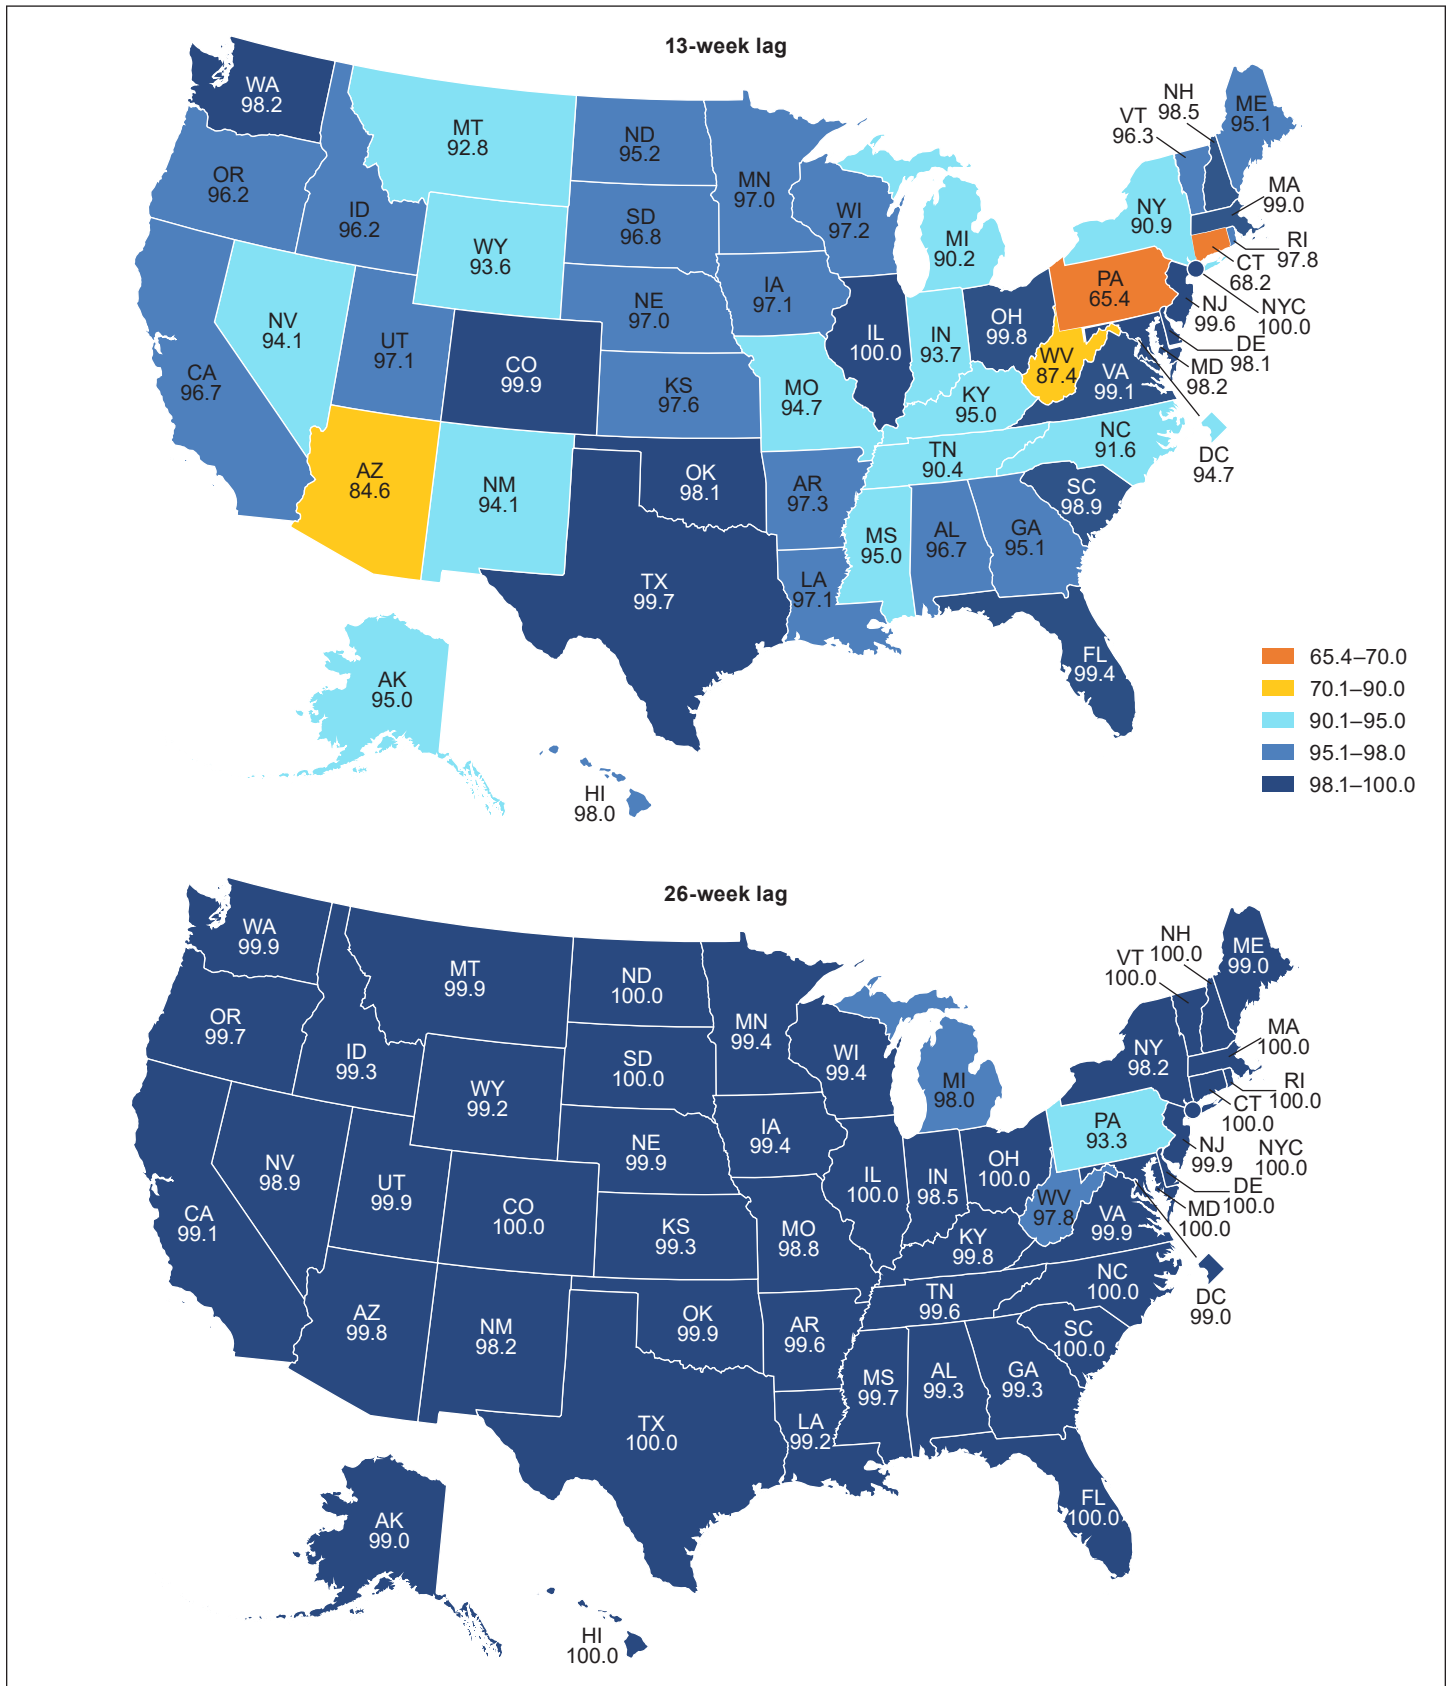 13-week lag
WA
98.2
OR
96.2
CA
96.7
ID
96.2
NV
94.1
MT
92.8
WY
93.6
UT
97.1
CO
99.9
AZ
84.6
NM
94.1
ND
95.2
SD
96.8
NE
97.0
KS
97.6
OK
98.1
TX
99.7
MN
97.0
IA
97.1
MO
94.7
AR
97.3
LA
97.1
WI
97.2
IL
100.0
MI
90.2
IN
93.7
OH
99.8
KY
95.0
TN
90.4
MS
95.0
AL
96.7
GA
95.1
FL
99.4
SC
98.9
NC
91.6
VA
99.1
WV
87.4
PA
65.4
NY
90.9
VT
96.3
NH
98.5
ME
95.1
MA
99.0
RI
97.8
CT
68.2
NYC
100.0
NJ
99.6
DE
98.1
MD
98.2
DC
94.7
AK
95.0
HI
98.0
65.4–70.0
70.1–90.0
90.1–95.0
95.1–98.0
98.1–100.0
26-week lag
WA
99.9
OR
99.7
CA
99.1
ID
99.3
NV
98.9
MT
99.9
WY
99.2
UT
99.9
CO
100.0
AZ
99.8
NM
98.2
ND
100.0
SD
100.0
NE
99.9
KS
99.3
OK
99.9
TX
100.0
MN
99.4
IA
99.4
MO
98.8
AR
99.6
LA
99.2
WI
99.4
IL
100.0
MI
98.0
IN
98.5
OH
100.0
KY
99.8
TN
99.6
MS
99.7
AL
99.3
GA
99.3
FL
100.0
SC
100.0
NC
100.0
VA
99.9
WV
97.8
PA
93.3
NY
98.2
VT
100.0
NH
100.0
ME
99.0
MA
100.0
RI
100.0
CT
100.0
NYC
100.0
NJ
99.9
DE
100.0
MD
100.0
DC
99.0
AK
99.0
HI
100.0